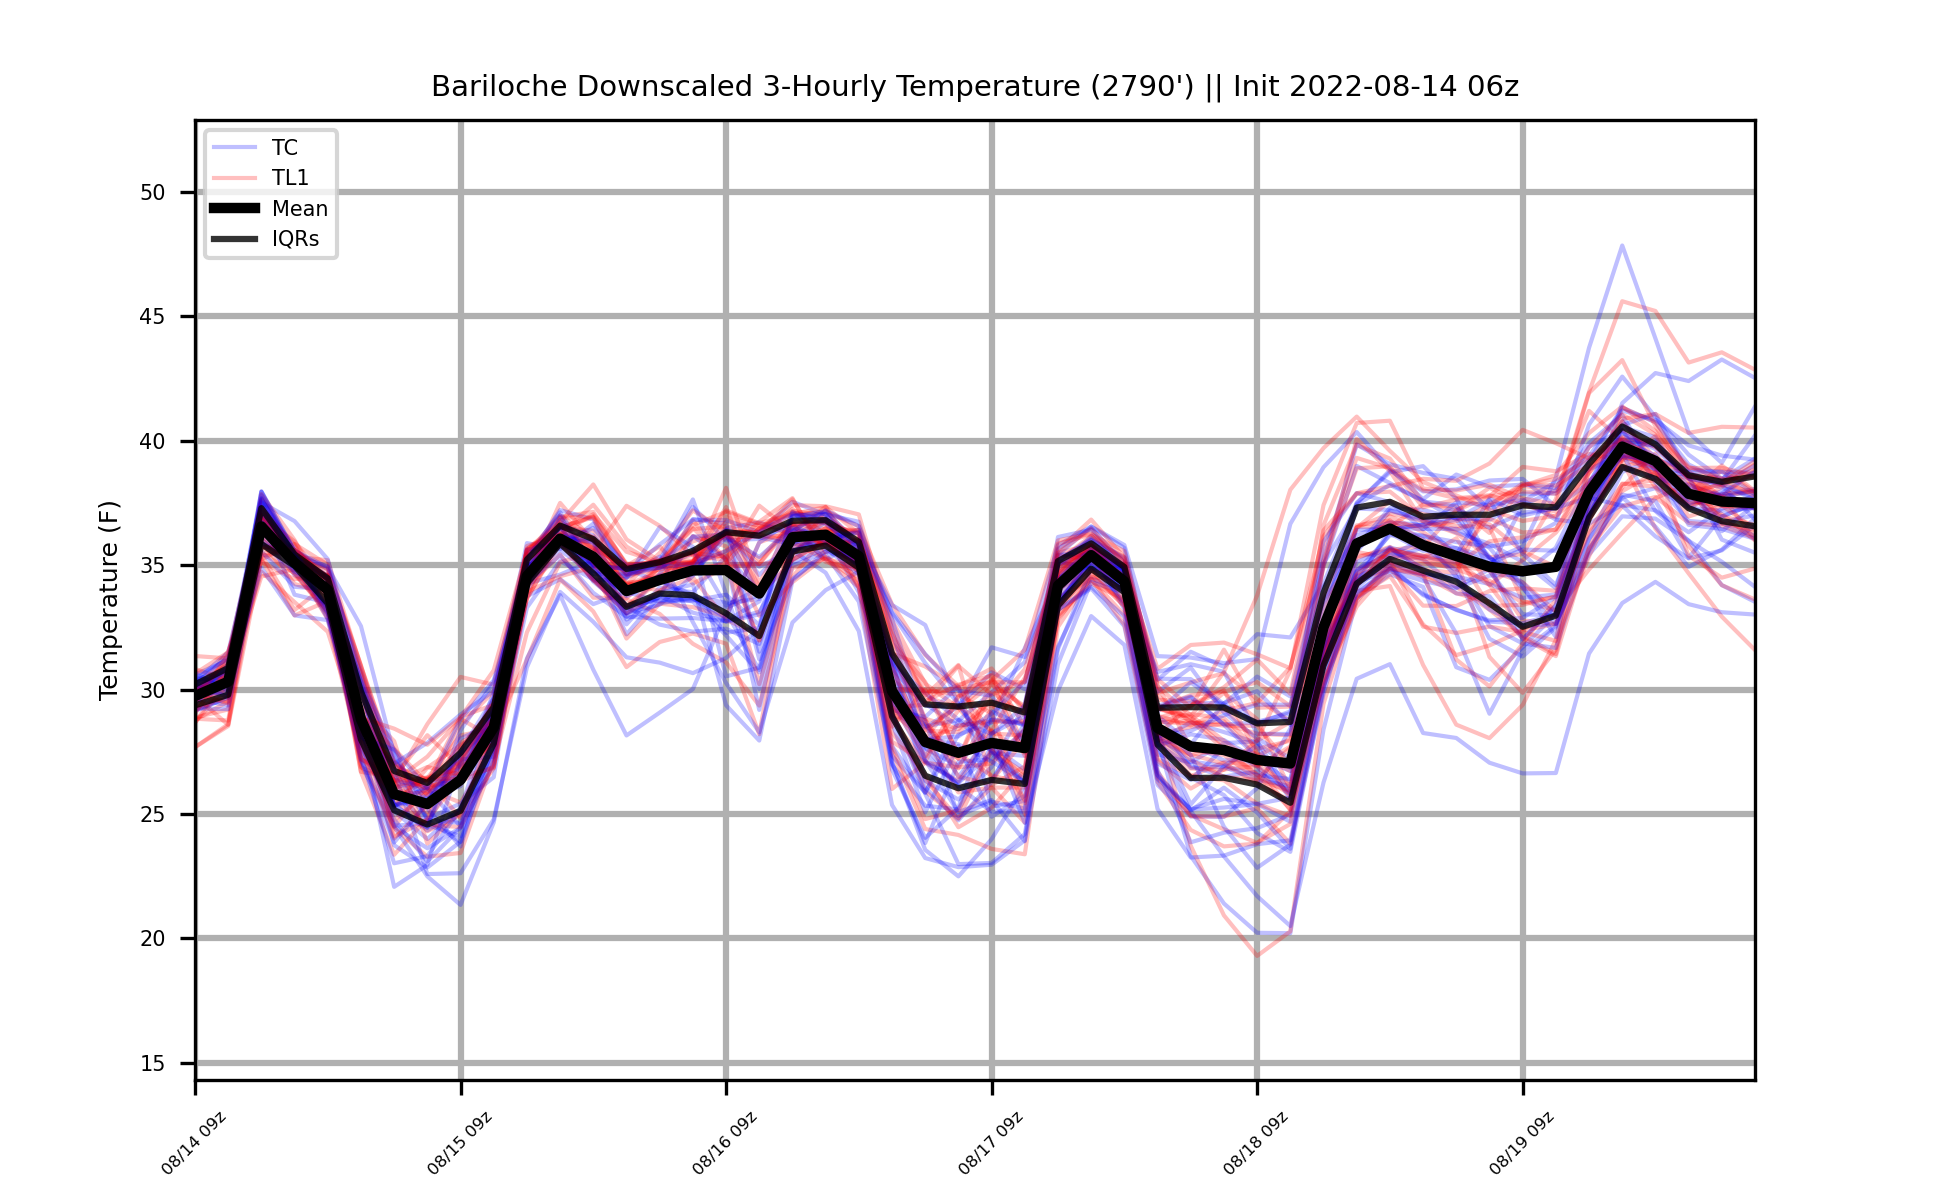 Bariloche Downscaled 3-Hourly Temperature (2790') || Init 2022-08-14 06z
TC
TL1
Mean
IQRs
Temperature (F)
50
45
40
35
30
25
20
15
08/14 09z
08/15 09z
08/16 09z
08/17 09z
08/18 09z
08/19 09z